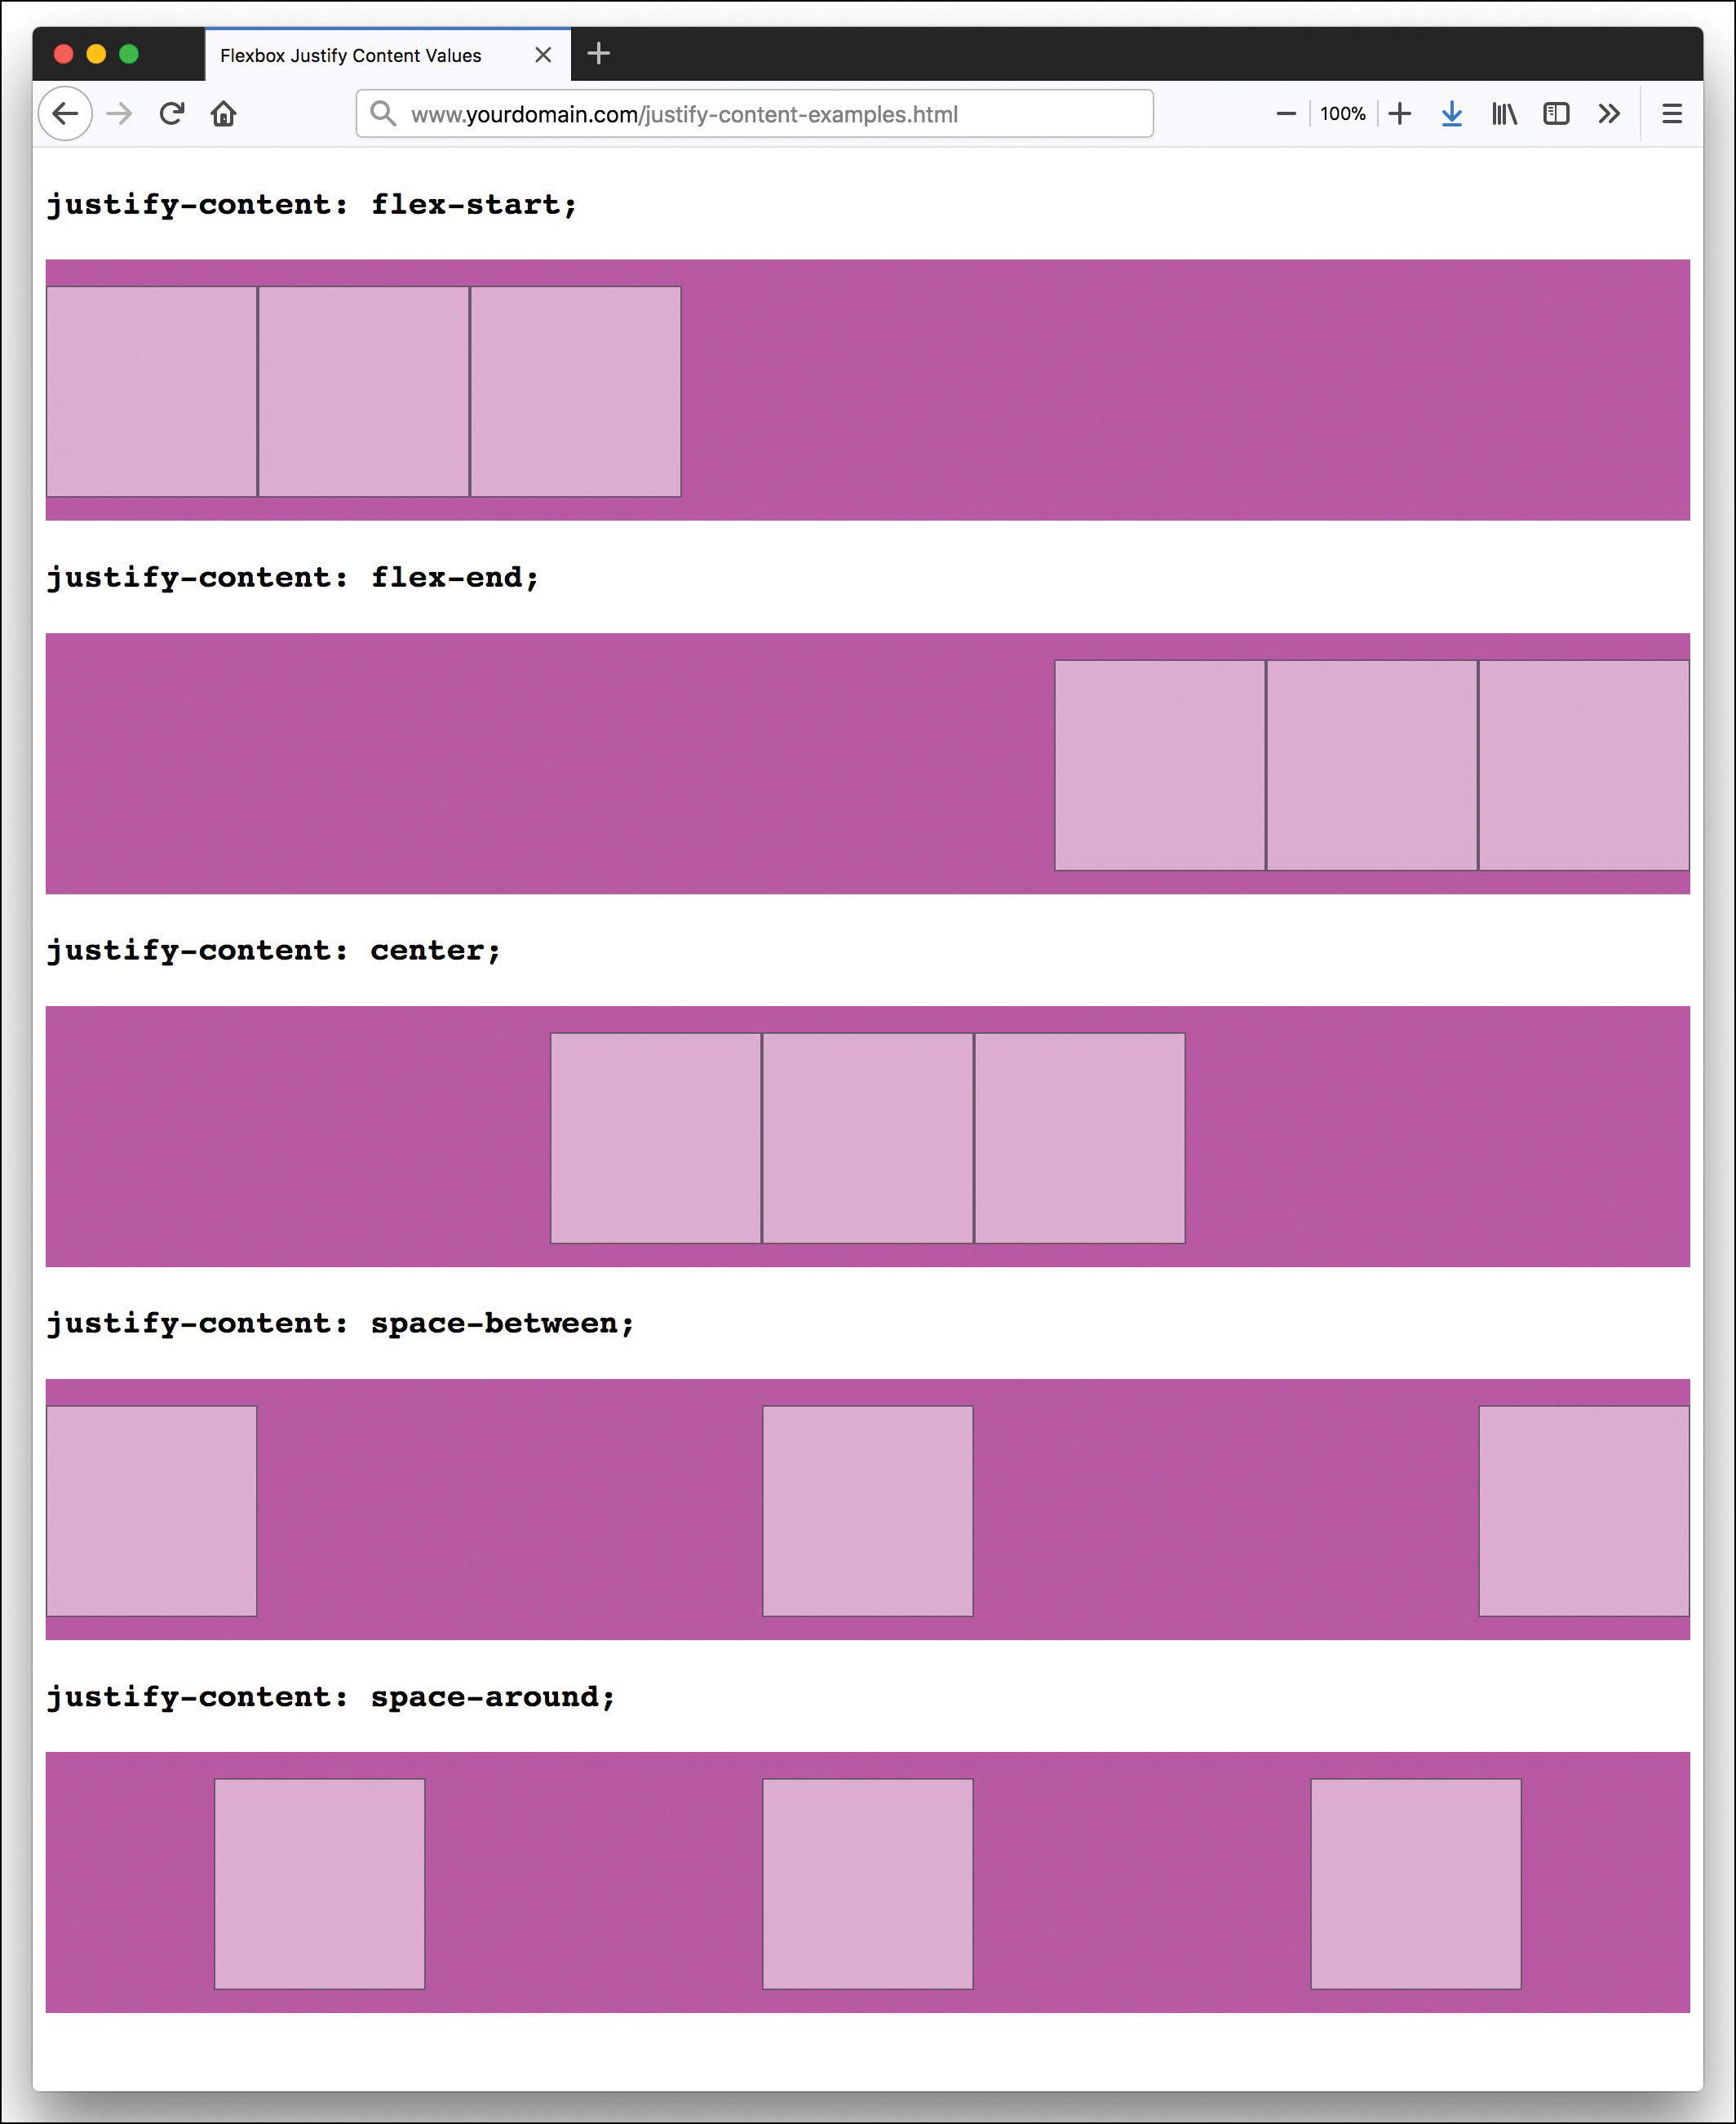 Flexbox Justify Content Values
www.yourdomain.com/justify-content-examples.html
100%
justify-content: flex-start;
justify-content: flex-end;
justify-content: center;
justify-content: space-between;
justify-content: space-around;